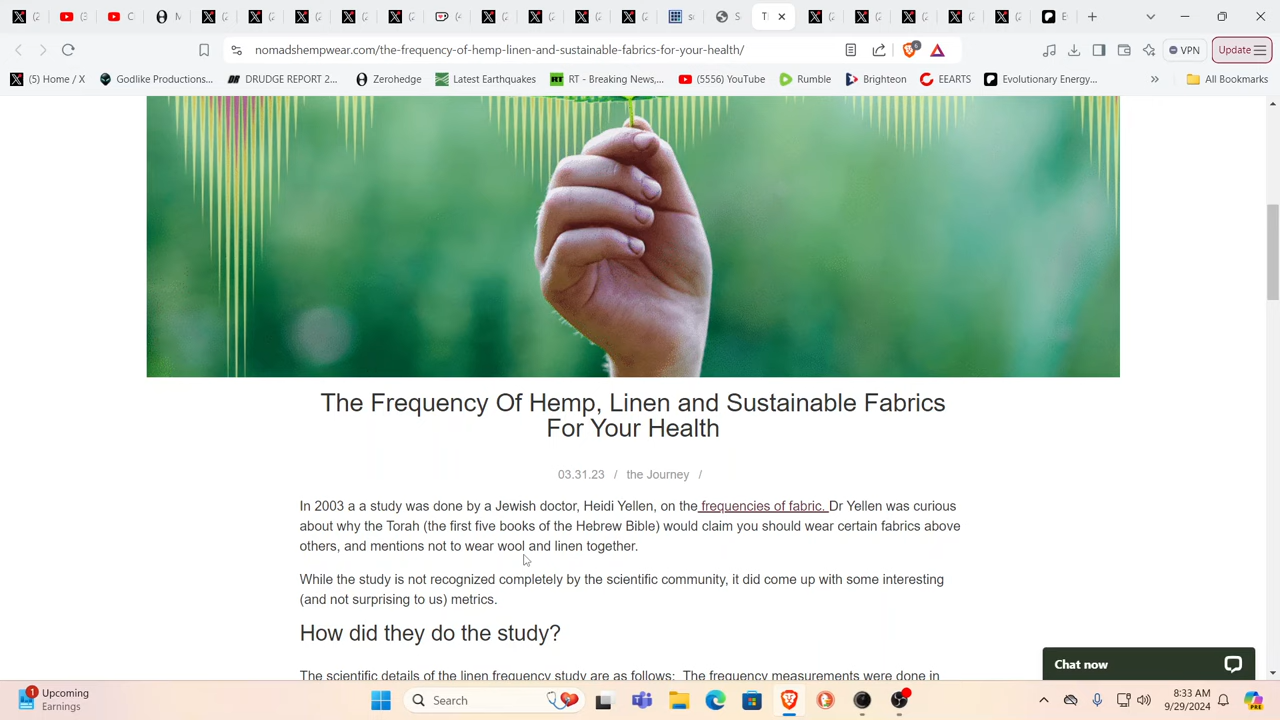 nomadshempwear.com/the-frequency-of-hemp-linen-and-sustainable-fabrics-for-your-health/
VPN
Update
(5) Home / X
Godlike Productions...
DRUDGE REPORT 2...
Zerohedge
Latest Earthquakes
RT - Breaking News,...
(5556) YouTube
Rumble
Brighteon
EEARTS
Evolutionary Energy...
All Bookmarks
The Frequency Of Hemp, Linen and Sustainable Fabrics
For Your Health
03.31.23 / the Journey /
In 2003 a a study was done by a Jewish doctor, Heidi Yellen, on the frequencies of fabric. Dr Yellen was curious
about why the Torah (the first five books of the Hebrew Bible) would claim you should wear certain fabrics above
others, and mentions not to wear wool and linen together.
While the study is not recognized completely by the scientific community, it did come up with some interesting
(and not surprising to us) metrics.
How did they do the study?
The scientific details of the linen frequency study are as follows: The frequency measurements were done in
Chat now
Upcoming
Earnings
Search
8:33 AM
9/29/2024